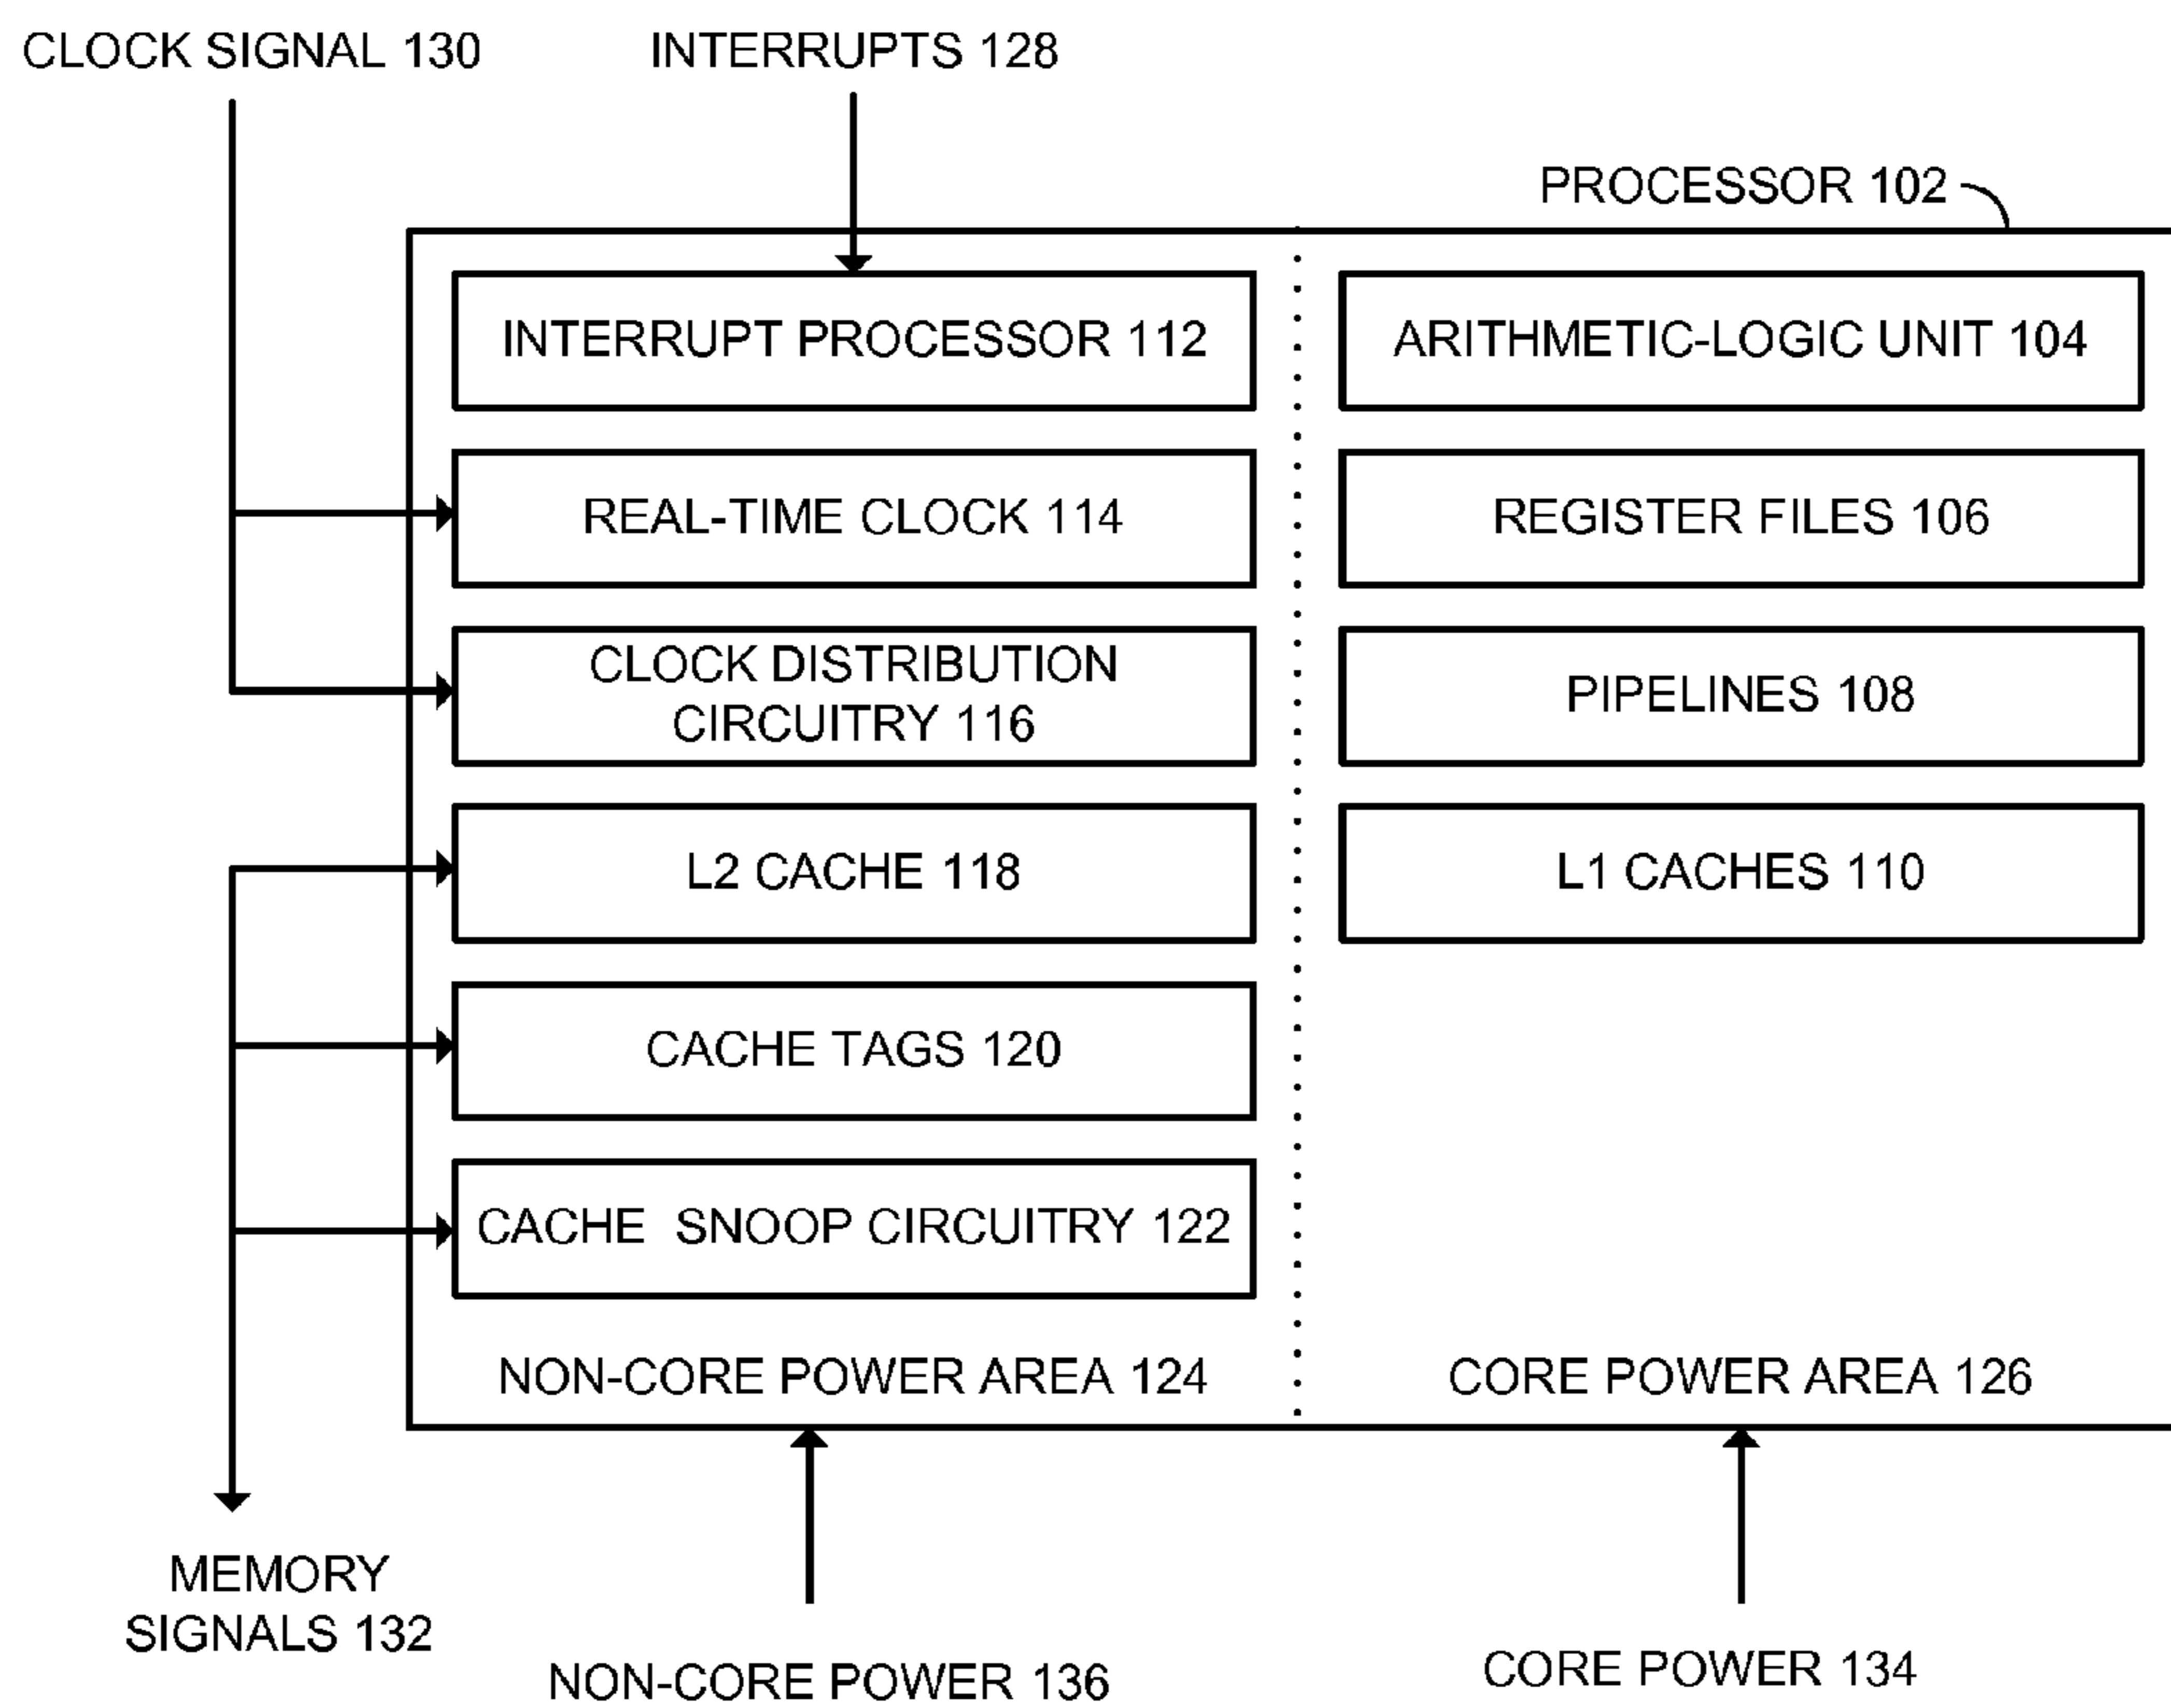 CLOCK SIGNAL 130
INTERRUPTS 128
PROCESSOR 102
INTERRUPT PROCESSOR 112
ARITHMETIC-LOGIC UNIT 104
REAL-TIME CLOCK 114
REGISTER FILES 106
CLOCK DISTRIBUTION
CIRCUITRY 116
PIPELINES 108
L2 CACHE 118
L1 CACHES 110
CACHE TAGS 120
CACHE SNOOP CIRCUITRY 122
NON-CORE POWER AREA 124
CORE POWER AREA 126
MEMORY
SIGNALS 132
NON-CORE POWER 136
CORE POWER 134